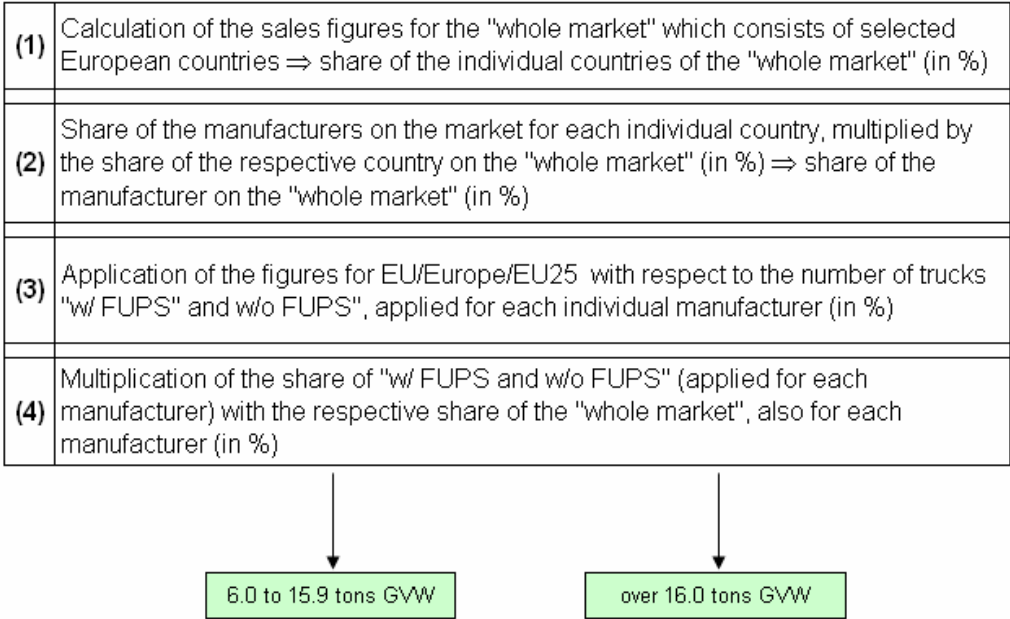 (1) Calculation of the sales figures for the "whole market" which consists of selected
European countries ⇒ share of the individual countries of the "whole market" (in %)
(2) Share of the manufacturers on the market for each individual country, multiplied by
the share of the respective country on the "whole market" (in %) ⇒ share of the
manufacturer on the "whole market" (in %)
(3) Application of the figures for EU/Europe/EU25 with respect to the number of trucks
"w/ FUPS" and w/o FUPS", applied for each individual manufacturer (in %)
(4) Multiplication of the share of "w/ FUPS and w/o FUPS" (applied for each
manufacturer) with the respective share of the "whole market", also for each
manufacturer (in %)
6.0 to 15.9 tons GVW
over 16.0 tons GVW